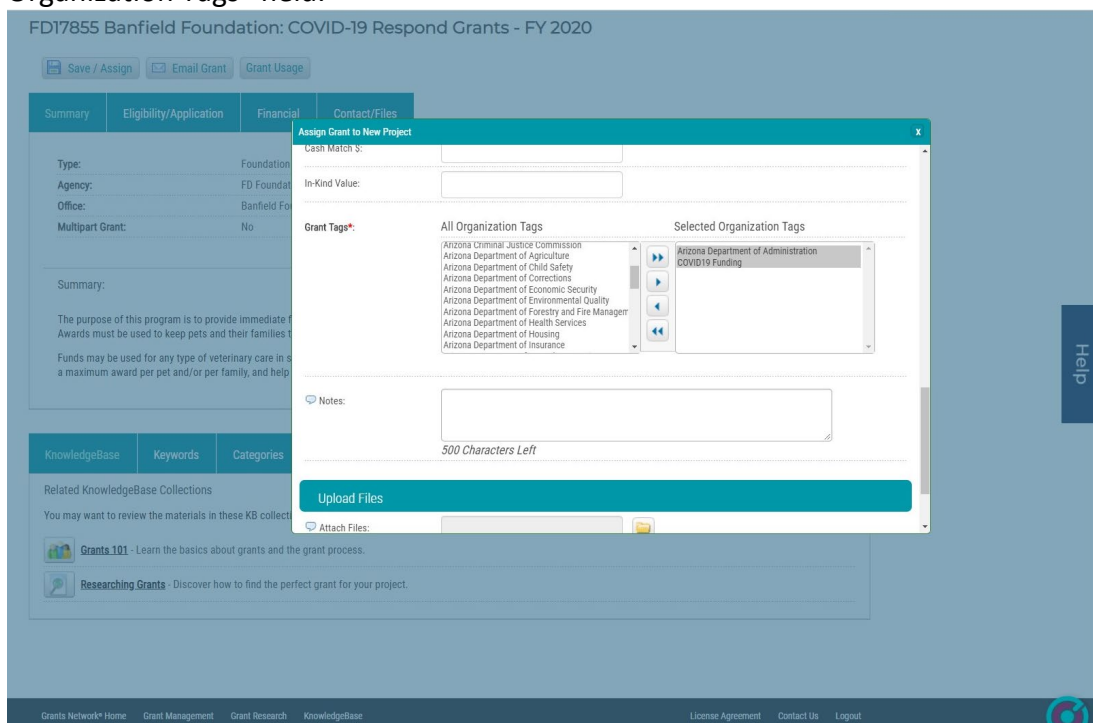 FD17855 Banfield Foundation: COVID-19 Respond Grants - FY 2020
Save / Assign Email Grant Grant Usage
Summary Eligibility/Application Financial Contact/Files
Assign Grant to New Project X
Cash Match $:
Type: Foundation
Agency: FD Foundat
In-Kind Value:
Office: Banfield Fo
Multipart Grant: No
Grant Tags*: All Organization Tags Selected Organization Tags
Arizona Criminal Justice Commission
Arizona Department of Agriculture
Arizona Department of Child Safety
Arizona Department of Corrections
Arizona Department of Economic Security
Arizona Department of Environmental Quality
Arizona Department of Forestry and Fire Managem
Arizona Department of Health Services
Arizona Department of Housing
Arizona Department of Insurance
Arizona Department of Administration
COVID19 Funding
Summary:
The purpose of this program is to provide immediate f
Awards must be used to keep pets and their families t
Funds may be used for any type of veterinary care in s
a maximum award per pet and/or per family, and help
Help
Notes:
500 Characters Left
KnowledgeBase Keywords Categories
Related KnowledgeBase Collections
Upload Files
You may want to review the materials in these KB collecti
Attach Files:
Grants 101 - Learn the basics about grants and the grant process.
Researching Grants - Discover how to find the perfect grant for your project.
Grants Network® Home Grant Management Grant Research KnowledgeBase License Agreement Contact Us Logout